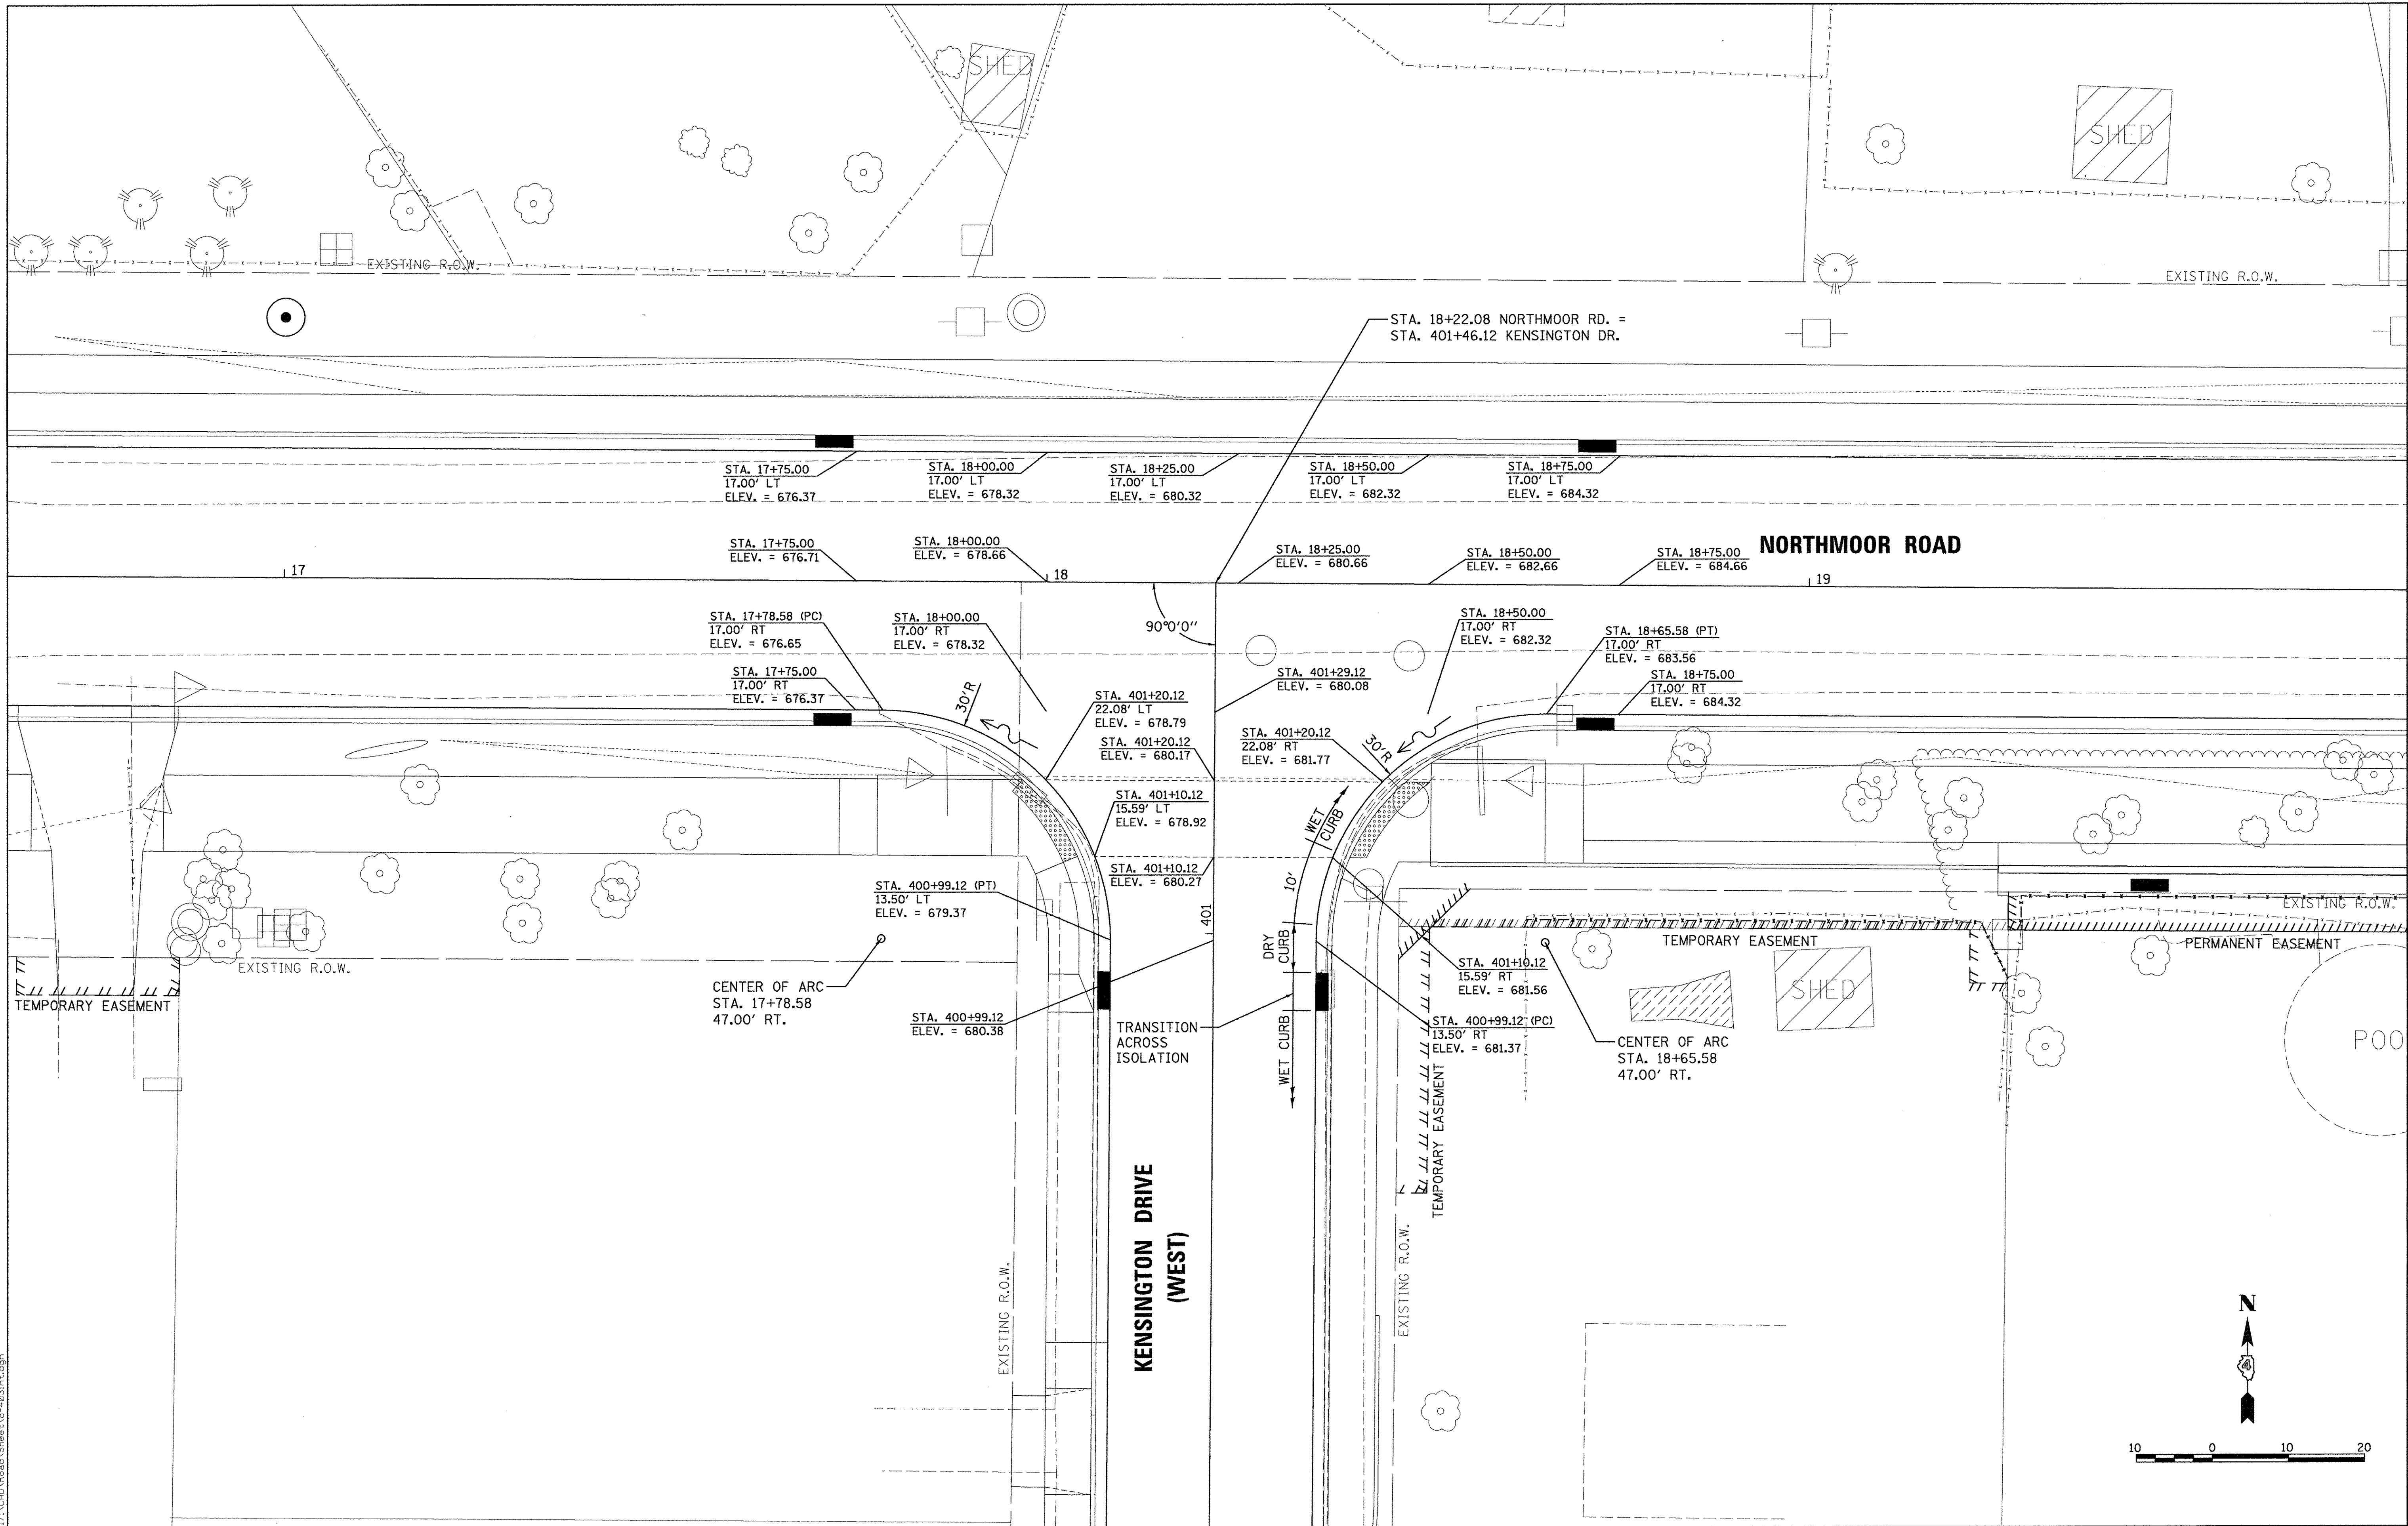 SHED
SHED
EXISTING R.O.W.
EXISTING R.O.W.
STA. 18+22.08 NORTHMOOR RD. =
STA. 401+46.12 KENSINGTON DR.
STA. 17+75.00
17.00' LT
ELEV. = 676.37
STA. 18+00.00
17.00' LT
ELEV. = 678.32
STA. 18+25.00
17.00' LT
ELEV. = 680.32
STA. 18+50.00
17.00' LT
ELEV. = 682.32
STA. 18+75.00
17.00' LT
ELEV. = 684.32
STA. 17+75.00
ELEV. = 676.71
STA. 18+00.00
ELEV. = 678.66
STA. 18+25.00
ELEV. = 680.66
STA. 18+50.00
ELEV. = 682.66
STA. 18+75.00
ELEV. = 684.66
NORTHMOOR ROAD
17
18
19
90°0'0''
STA. 17+78.58 (PC)
17.00' RT
ELEV. = 676.65
STA. 18+00.00
17.00' RT
ELEV. = 678.32
STA. 18+50.00
17.00' RT
ELEV. = 682.32
STA. 18+65.58 (PT)
17.00' RT
ELEV. = 683.56
STA. 17+75.00
17.00' RT
ELEV. = 676.37
STA. 18+75.00
17.00' RT
ELEV. = 684.32
30'R
STA. 401+20.12
22.08' LT
ELEV. = 678.79
STA. 401+29.12
ELEV. = 680.08
STA. 401+20.12
ELEV. = 680.17
STA. 401+20.12
22.08' RT
ELEV. = 681.77
30'R
STA. 401+10.12
15.59' LT
ELEV. = 678.92
WET
CURB
STA. 401+10.12
ELEV. = 680.27
10'
STA. 400+99.12 (PT)
13.50' LT
ELEV. = 679.37
401
DRY
CURB
EXISTING R.O.W.
TEMPORARY EASEMENT
PERMANENT EASEMENT
EXISTING R.O.W.
TEMPORARY EASEMENT
CENTER OF ARC
STA. 17+78.58
47.00' RT.
STA. 401+10.12
15.59' RT
ELEV. = 681.56
SHED
STA. 400+99.12
ELEV. = 680.38
TRANSITION
ACROSS
ISOLATION
WET CURB
STA. 400+99.12 (PC)
13.50' RT
ELEV. = 681.37
CENTER OF ARC
STA. 18+65.58
47.00' RT.
POO
TEMPORARY EASEMENT
KENSINGTON DRIVE
(WEST)
EXISTING R.O.W.
EXISTING R.O.W.
N
4
10 0 10 20